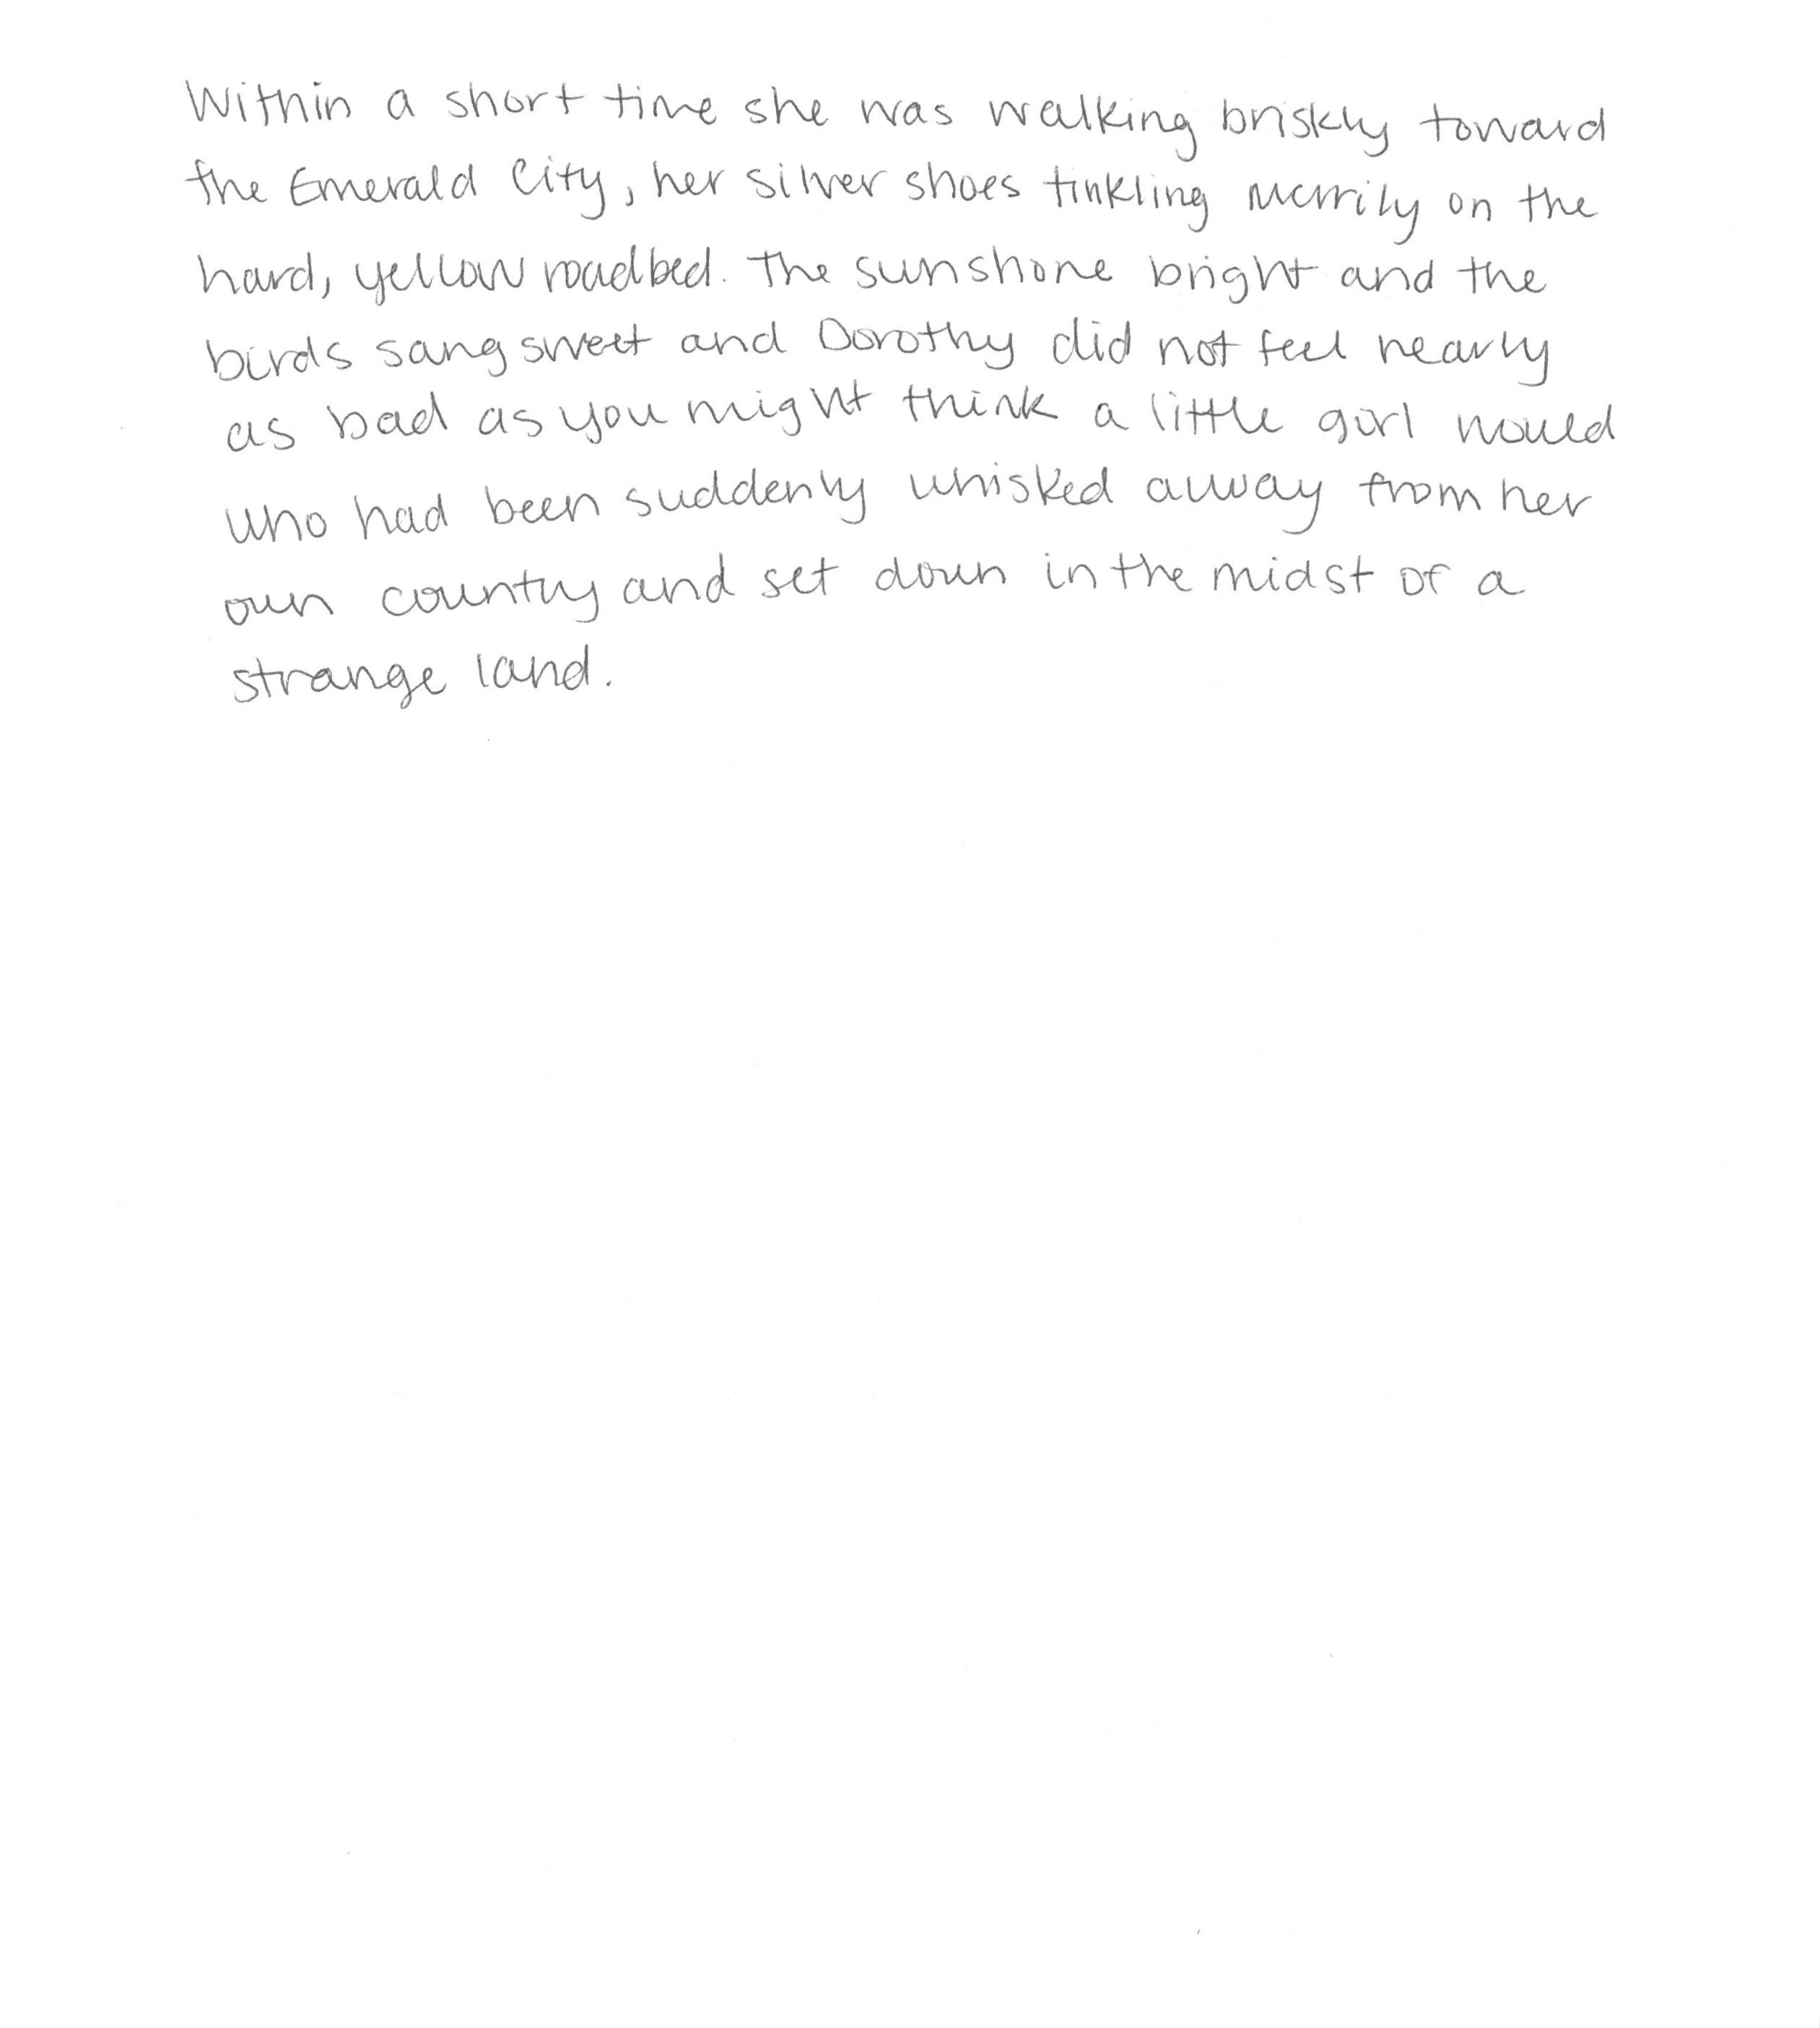 Within a short time she was walking briskly toward
the Emerald City, her silver shoes tinkling merrily on the
hard, yellow roadbed. The sun shone bright and the
birds sang sweet and Dorothy did not feel nearly
as bad as you might think a little girl would
who had been suddenly whisked away from her
own country and set down in the midst of a
strange land.